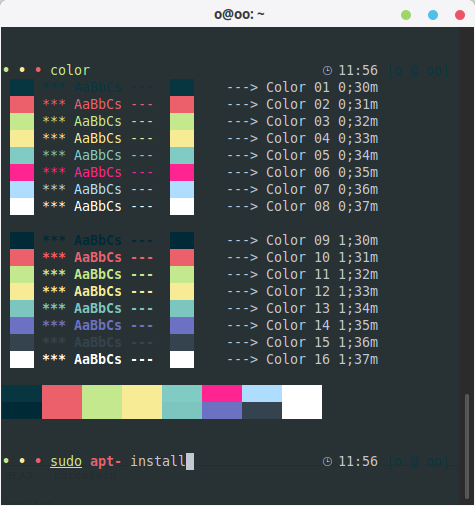 o@oo: ~
• • • color 11:56 [o @ oo]
*** AaBbCs --- ---> Color 01 0;30m
*** AaBbCs --- ---> Color 02 0;31m
*** AaBbCs --- ---> Color 03 0;32m
*** AaBbCs --- ---> Color 04 0;33m
*** AaBbCs --- ---> Color 05 0;34m
*** AaBbCs --- ---> Color 06 0;35m
*** AaBbCs --- ---> Color 07 0;36m
*** AaBbCs --- ---> Color 08 0;37m
*** AaBbCs --- ---> Color 09 1;30m
*** AaBbCs --- ---> Color 10 1;31m
*** AaBbCs --- ---> Color 11 1;32m
*** AaBbCs --- ---> Color 12 1;33m
*** AaBbCs --- ---> Color 13 1;34m
*** AaBbCs --- ---> Color 14 1;35m
*** AaBbCs --- ---> Color 15 1;36m
*** AaBbCs --- ---> Color 16 1;37m
• • • sudo apt- install 11:56 [o @ oo]